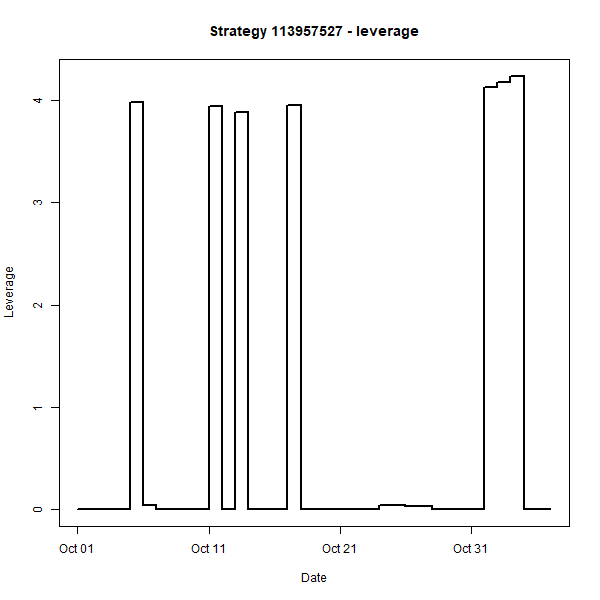 Strategy 113957527 - leverage
Leverage
4
3
2
1
0
Oct 01
Oct 11
Oct 21
Oct 31
Date